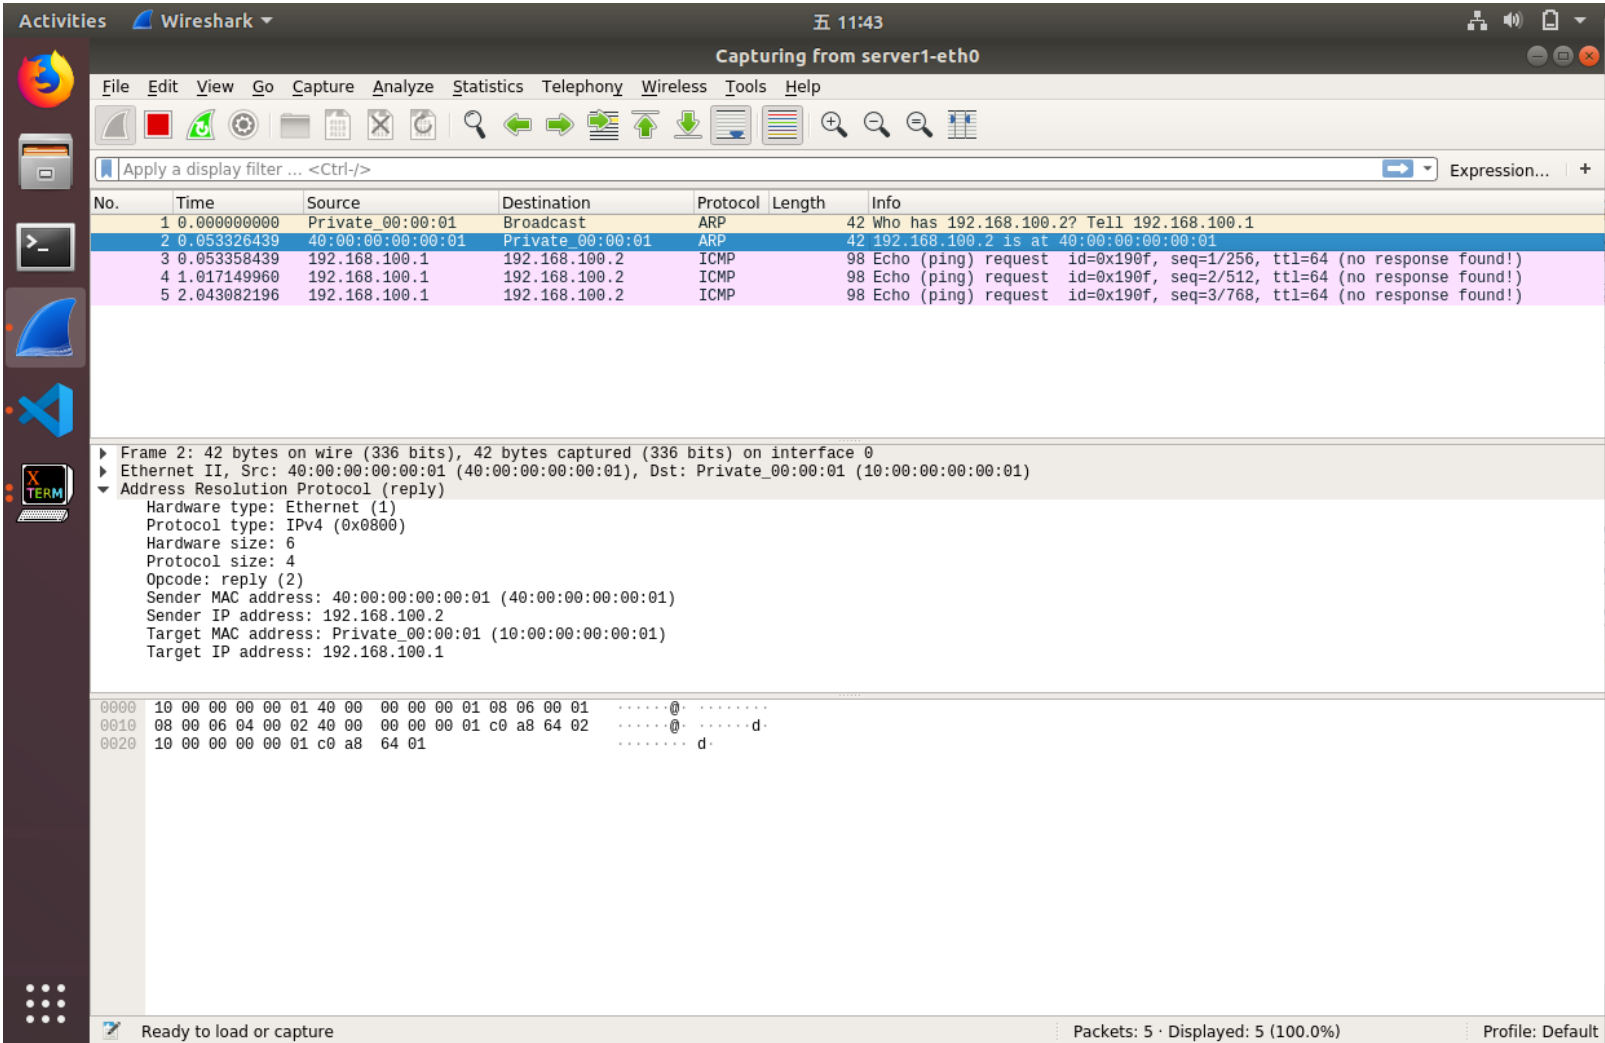 Activities Wireshark 五 11:43
Capturing from server1-eth0
File Edit View Go Capture Analyze Statistics Telephony Wireless Tools Help
Apply a display filter ... <Ctrl-/> Expression... +
No. Time Source Destination Protocol Length Info
1 0.000000000 Private_00:00:01 Broadcast ARP 42 Who has 192.168.100.2? Tell 192.168.100.1
2 0.053326439 40:00:00:00:00:01 Private_00:00:01 ARP 42 192.168.100.2 is at 40:00:00:00:00:01
3 0.053358439 192.168.100.1 192.168.100.2 ICMP 98 Echo (ping) request id=0x190f, seq=1/256, ttl=64 (no response found!)
4 1.017149960 192.168.100.1 192.168.100.2 ICMP 98 Echo (ping) request id=0x190f, seq=2/512, ttl=64 (no response found!)
5 2.043082196 192.168.100.1 192.168.100.2 ICMP 98 Echo (ping) request id=0x190f, seq=3/768, ttl=64 (no response found!)
Frame 2: 42 bytes on wire (336 bits), 42 bytes captured (336 bits) on interface 0
Ethernet II, Src: 40:00:00:00:00:01 (40:00:00:00:00:01), Dst: Private_00:00:01 (10:00:00:00:00:01)
Address Resolution Protocol (reply)
Hardware type: Ethernet (1)
Protocol type: IPv4 (0x0800)
Hardware size: 6
Protocol size: 4
Opcode: reply (2)
Sender MAC address: 40:00:00:00:00:01 (40:00:00:00:00:01)
Sender IP address: 192.168.100.2
Target MAC address: Private_00:00:01 (10:00:00:00:00:01)
Target IP address: 192.168.100.1
X
TERM
0000 10 00 00 00 00 01 40 00 00 00 00 01 08 06 00 01 ······@· ········
0010 08 00 06 04 00 02 40 00 00 00 00 01 c0 a8 64 02 ······@· ······d·
0020 10 00 00 00 00 01 c0 a8 64 01 ········ d·
Ready to load or capture Packets: 5 · Displayed: 5 (100.0%) Profile: Default